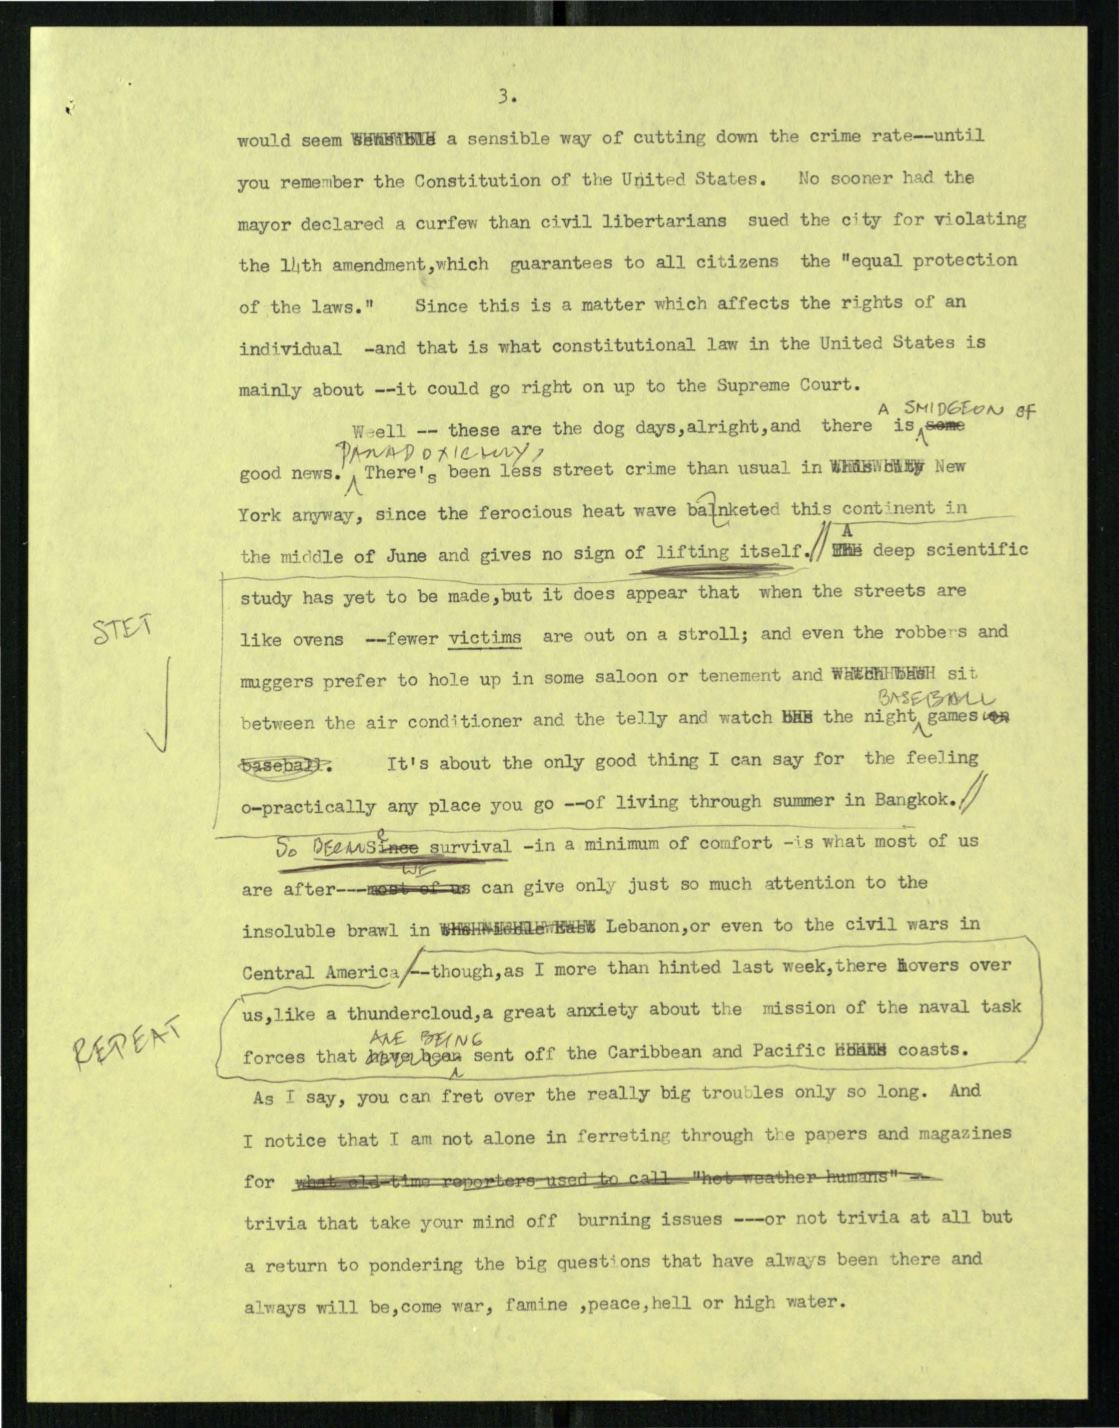 3.
would seem a sensible way of cutting down the crime rate--until
you remember the Constitution of the United States. No sooner had the
mayor declared a curfew than civil libertarians sued the city for violating
the 14th amendment,which guarantees to all citizens the "equal protection
of the laws." Since this is a matter which affects the rights of an
individual -and that is what constitutional law in the United States is
mainly about --it could go right on up to the Supreme Court.
A SMIDGEON OF
Well -- these are the dog days,alright,and there is some
PARADOXICALLY,
good news. There's been less street crime than usual in New
York anyway, since the ferocious heat wave balnketed this continent in
A
the middle of June and gives no sign of lifting itself.// The deep scientific
study has yet to be made,but it does appear that when the streets are
STET
like ovens --fewer victims are out on a stroll; and even the robbers and
muggers prefer to hole up in some saloon or tenement and sit
BASEBALL
between the air conditioner and the telly and watch the night games on
baseball. It's about the only good thing I can say for the feeling
o-practically any place you go --of living through summer in Bangkok.//
So BECAUSE Since survival -in a minimum of comfort -is what most of us
WE
are after---most of us can give only just so much attention to the
insoluble brawl in the Middle East Lebanon,or even to the civil wars in
Central America/--though,as I more than hinted last week,there hovers over
us,like a thundercloud,a great anxiety about the mission of the naval task
REPEAT
ARE BEING
forces that have been sent off the Caribbean and Pacific coasts.
As I say, you can fret over the really big troubles only so long. And
I notice that I am not alone in ferreting through the papers and magazines
for what old-time reporters used to call "hot weather humans" -
trivia that take your mind off burning issues ---or not trivia at all but
a return to pondering the big questions that have always been there and
always will be,come war, famine ,peace,hell or high water.